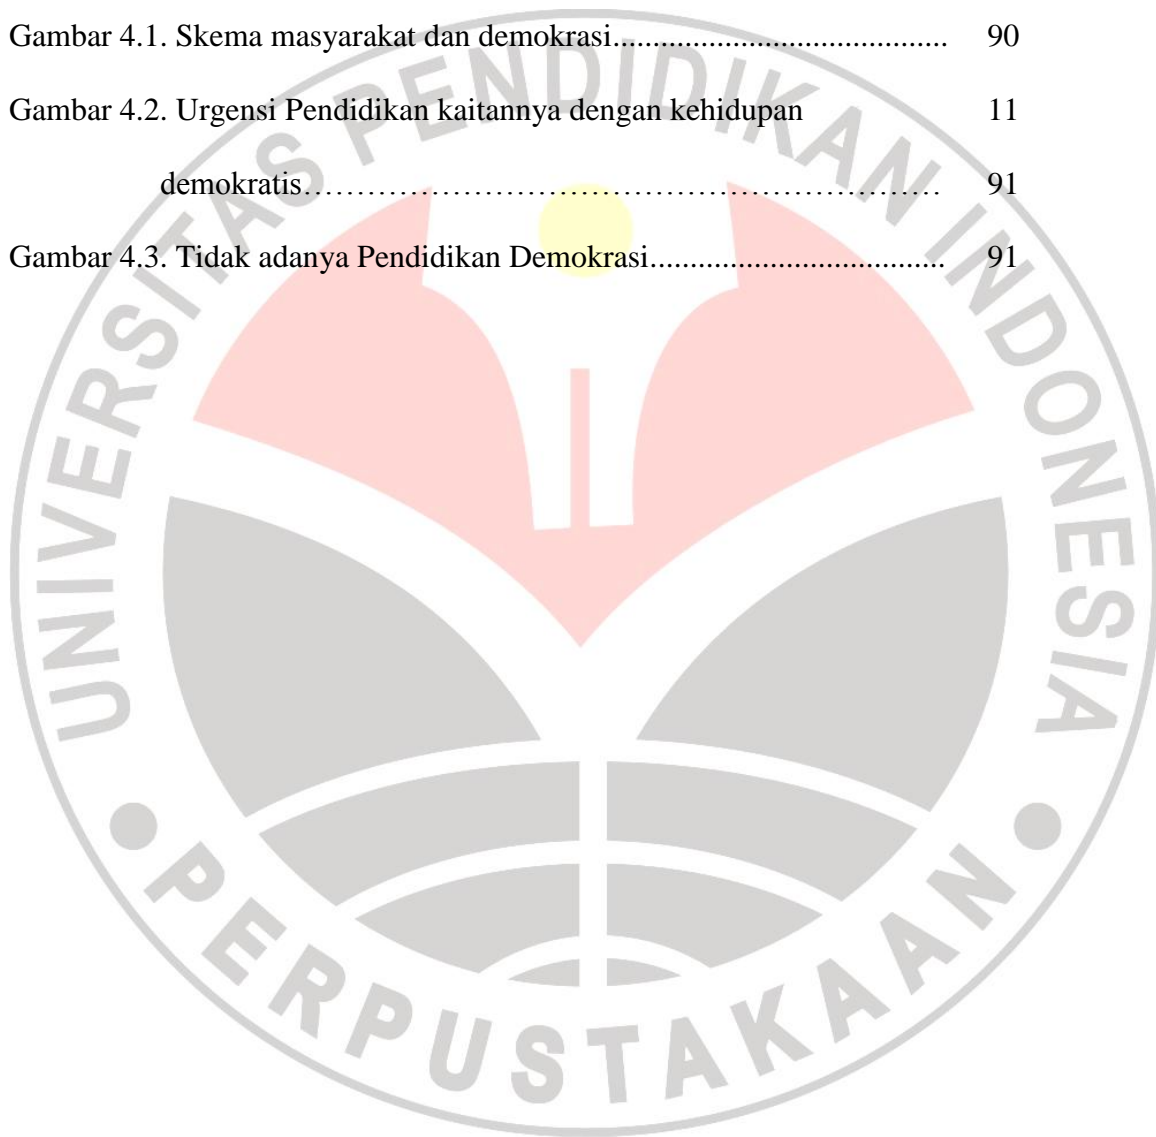 Gambar 4.1. Skema masyarakat dan demokrasi.......................................... 90
Gambar 4.2. Urgensi Pendidikan kaitannya dengan kehidupan 11
demokratis………………………………………………………… 91
Gambar 4.3. Tidak adanya Pendidikan Demokrasi..................................... 91
UNIVERSITAS PENDIDIKAN INDONESIA
PERPUSTAKAAN